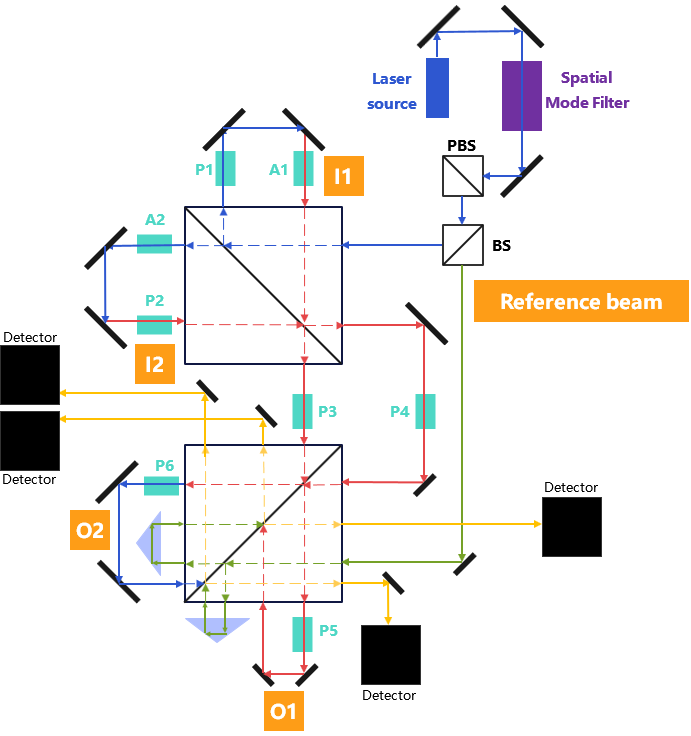 Laser
source
Spatial
Mode Filter
PBS
P1
A1
I1
A2
BS
P2
Reference beam
Detector
I2
P3
P4
Detector
P6
Detector
O2
P5
Detector
O1